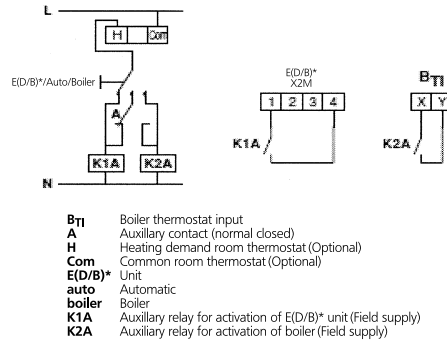 L
H Com
E(D/B)*/Auto/Boiler
A
K1A K2A
N
E(D/B)*
X2M
1 2 3 4
K1A
BTI
X Y
K2A
BTI Boiler thermostat input
A Auxillary contact (normal closed)
H Heating demand room thermostat (Optional)
Com Common room thermostat (Optional)
E(D/B)* Unit
auto Automatic
boiler Boiler
K1A Auxiliary relay for activation of E(D/B)* unit (Field supply)
K2A Auxiliary relay for activation of boiler (Field supply)